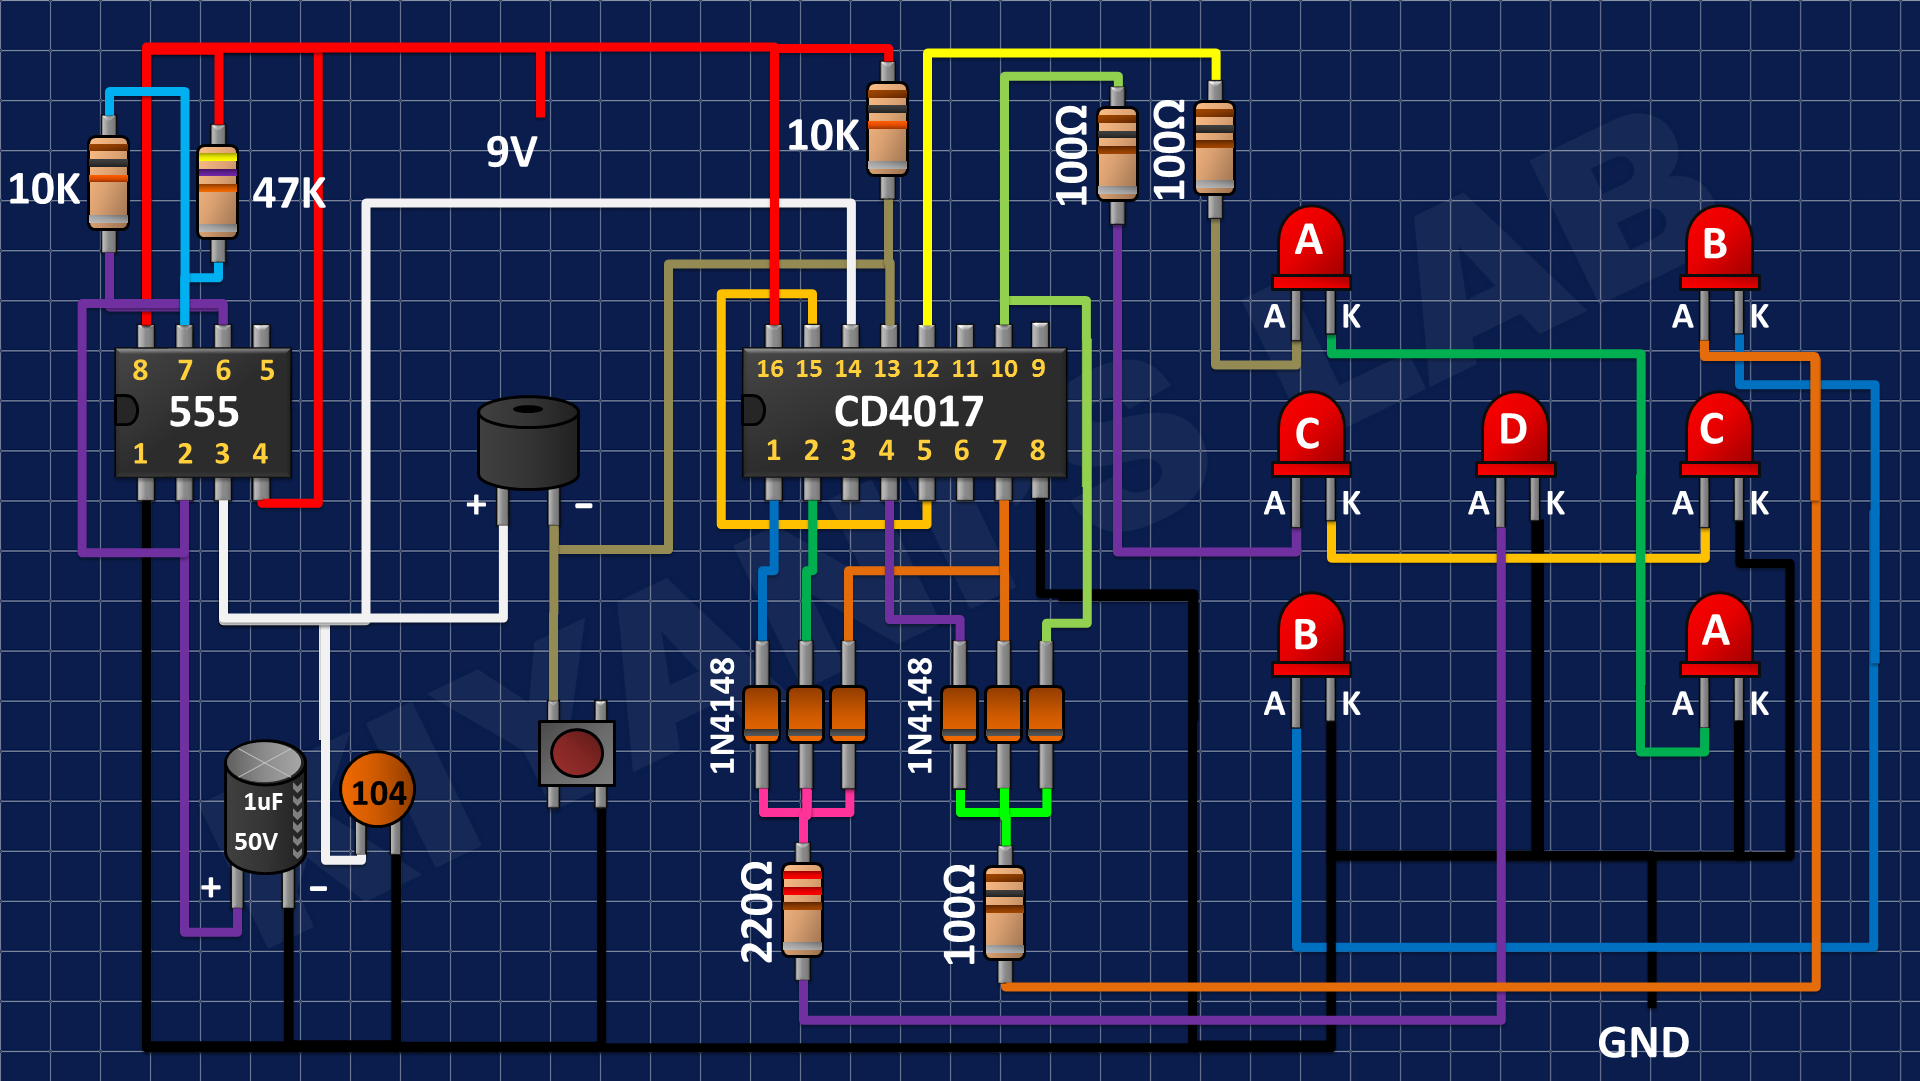 10K
47K
9V
10K
100Ω
100Ω
8 7 6 5
555
1 2 3 4
16 15 14 13 12 11 10 9
CD4017
1 2 3 4 5 6 7 8
+ −
A
A K
B
A K
C
A K
D
A K
C
A K
B
A K
A
A K
1N4148
1N4148
1uF
50V
+ −
104
220Ω
100Ω
GND
MYANI'S LAB